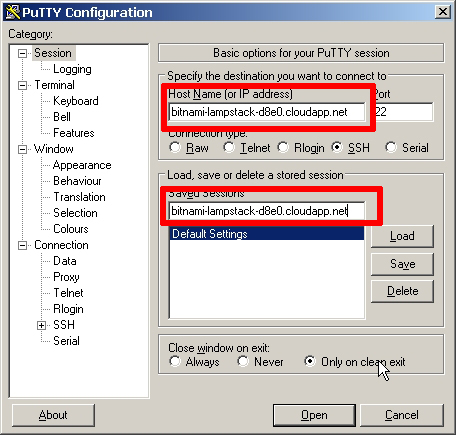 PuTTY Configuration
Category:
Session
Logging
Terminal
Keyboard
Bell
Features
Window
Appearance
Behaviour
Translation
Selection
Colours
Connection
Data
Proxy
Telnet
Rlogin
SSH
Serial
Basic options for your PuTTY session
Specify the destination you want to connect to
Host Name (or IP address) Port
bitnami-lampstack-d8e0.cloudapp.net 22
Connection type:
Raw Telnet Rlogin SSH Serial
Load, save or delete a stored session
Saved Sessions
bitnami-lampstack-d8e0.cloudapp.net
Default Settings
Load
Save
Delete
Close window on exit:
Always Never Only on clean exit
About Open Cancel